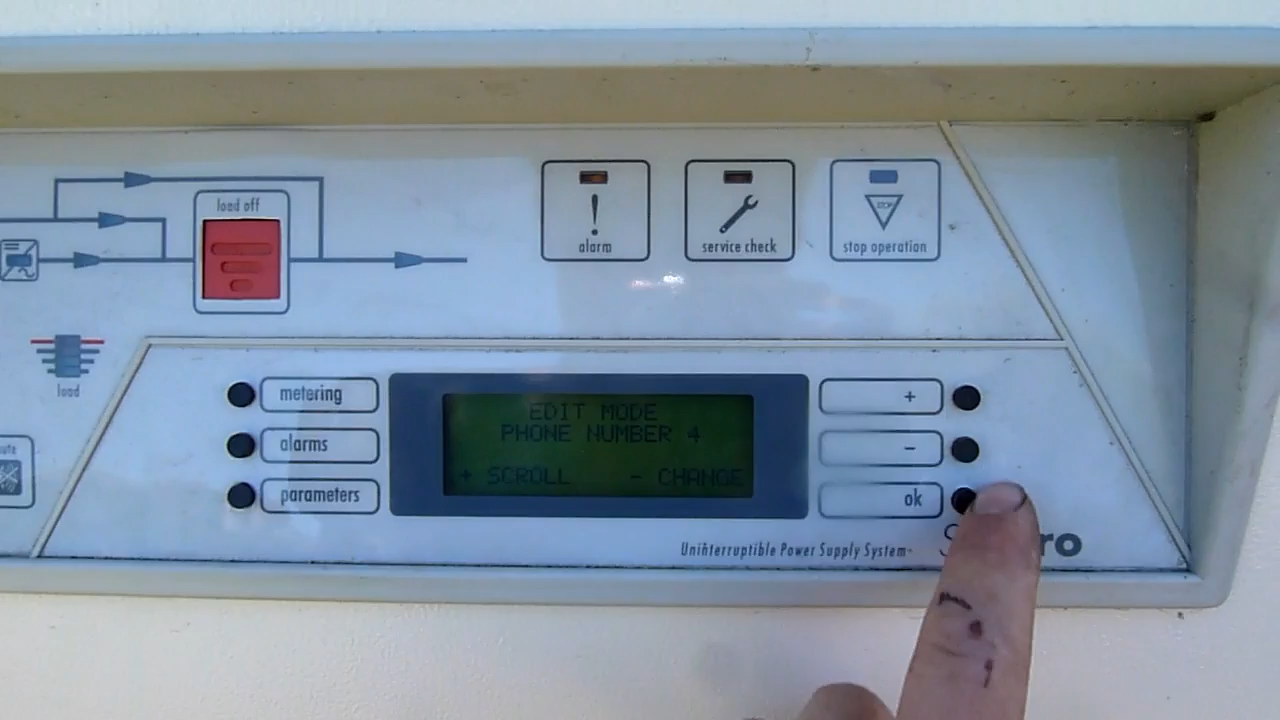 load off
!
alarm
service check
STOP
stop operation
load
metering
alarms
parameters
EDIT MODE
PHONE NUMBER 4
+ SCROLL - CHANGE
+
-
ok
Uninterruptible Power Supply System